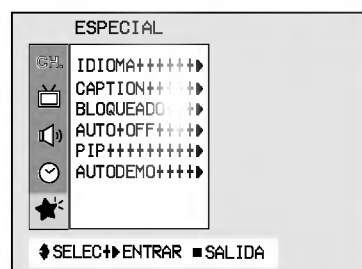 ESPECIAL
CH.
IDIOMA++++++▶
CAPTION++++▶
BLOQUEADO++▶
AUTO+OFF++++▶
PIP+++++++++▶
AUTODEMO++++▶
♦SELEC+▶ENTRAR ■SALIDA